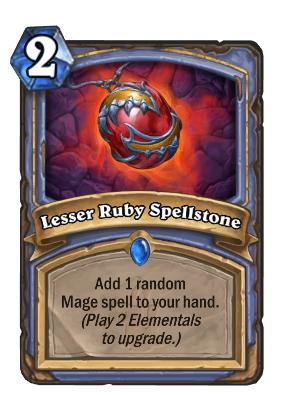 2
Lesser Ruby Spellstone
Add 1 random
Mage spell to your hand.
(Play 2 Elementals
to upgrade.)